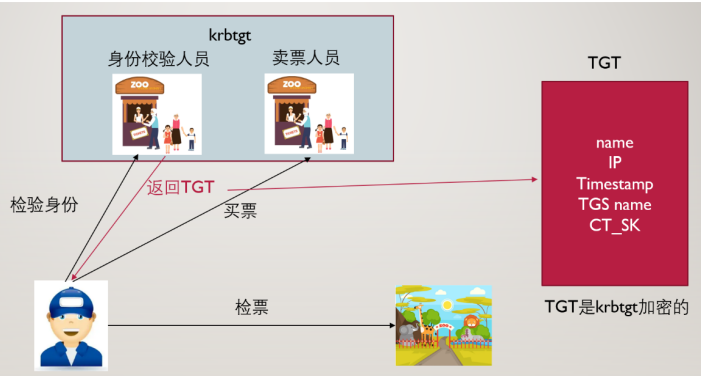 krbtgt
身份校验人员
卖票人员
ZOO
ZOO
TGT
name
IP
Timestamp
TGS name
CT_SK
返回TGT
检验身份
买票
检票
TGT是krbtgt加密的